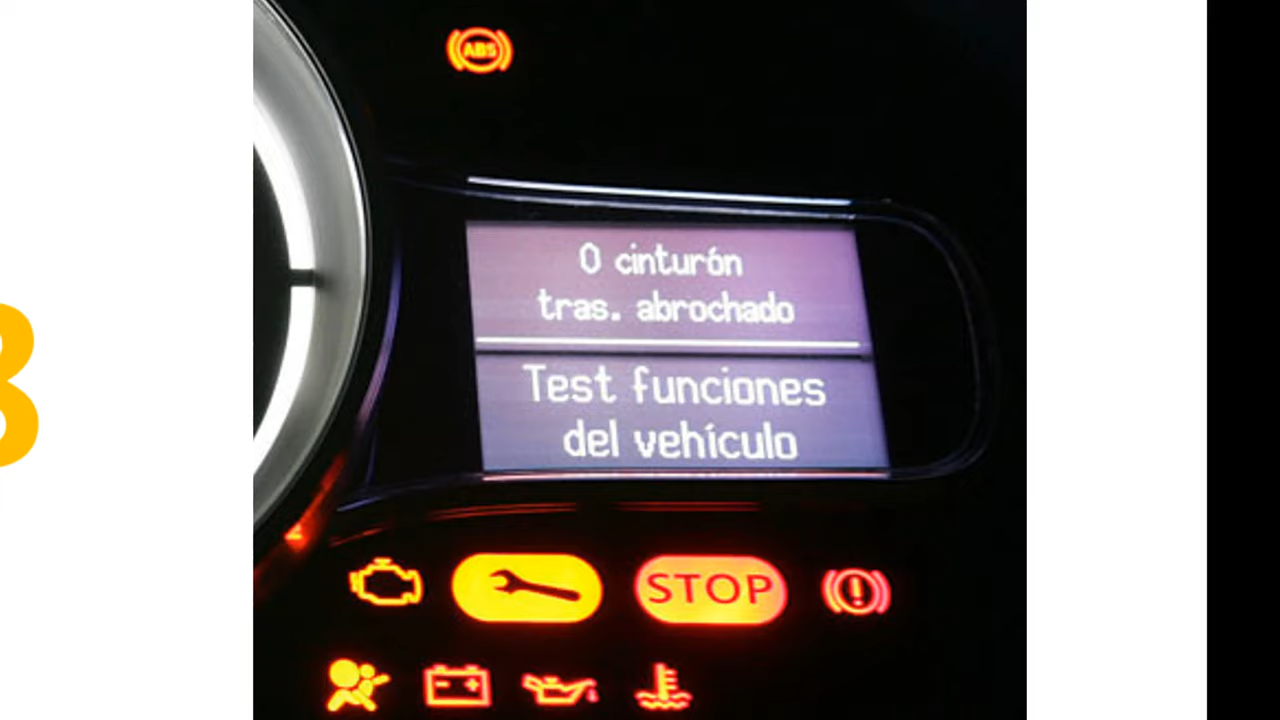 ABS
0 cinturón
tras. abrochado
Test funciones
del vehículo
STOP